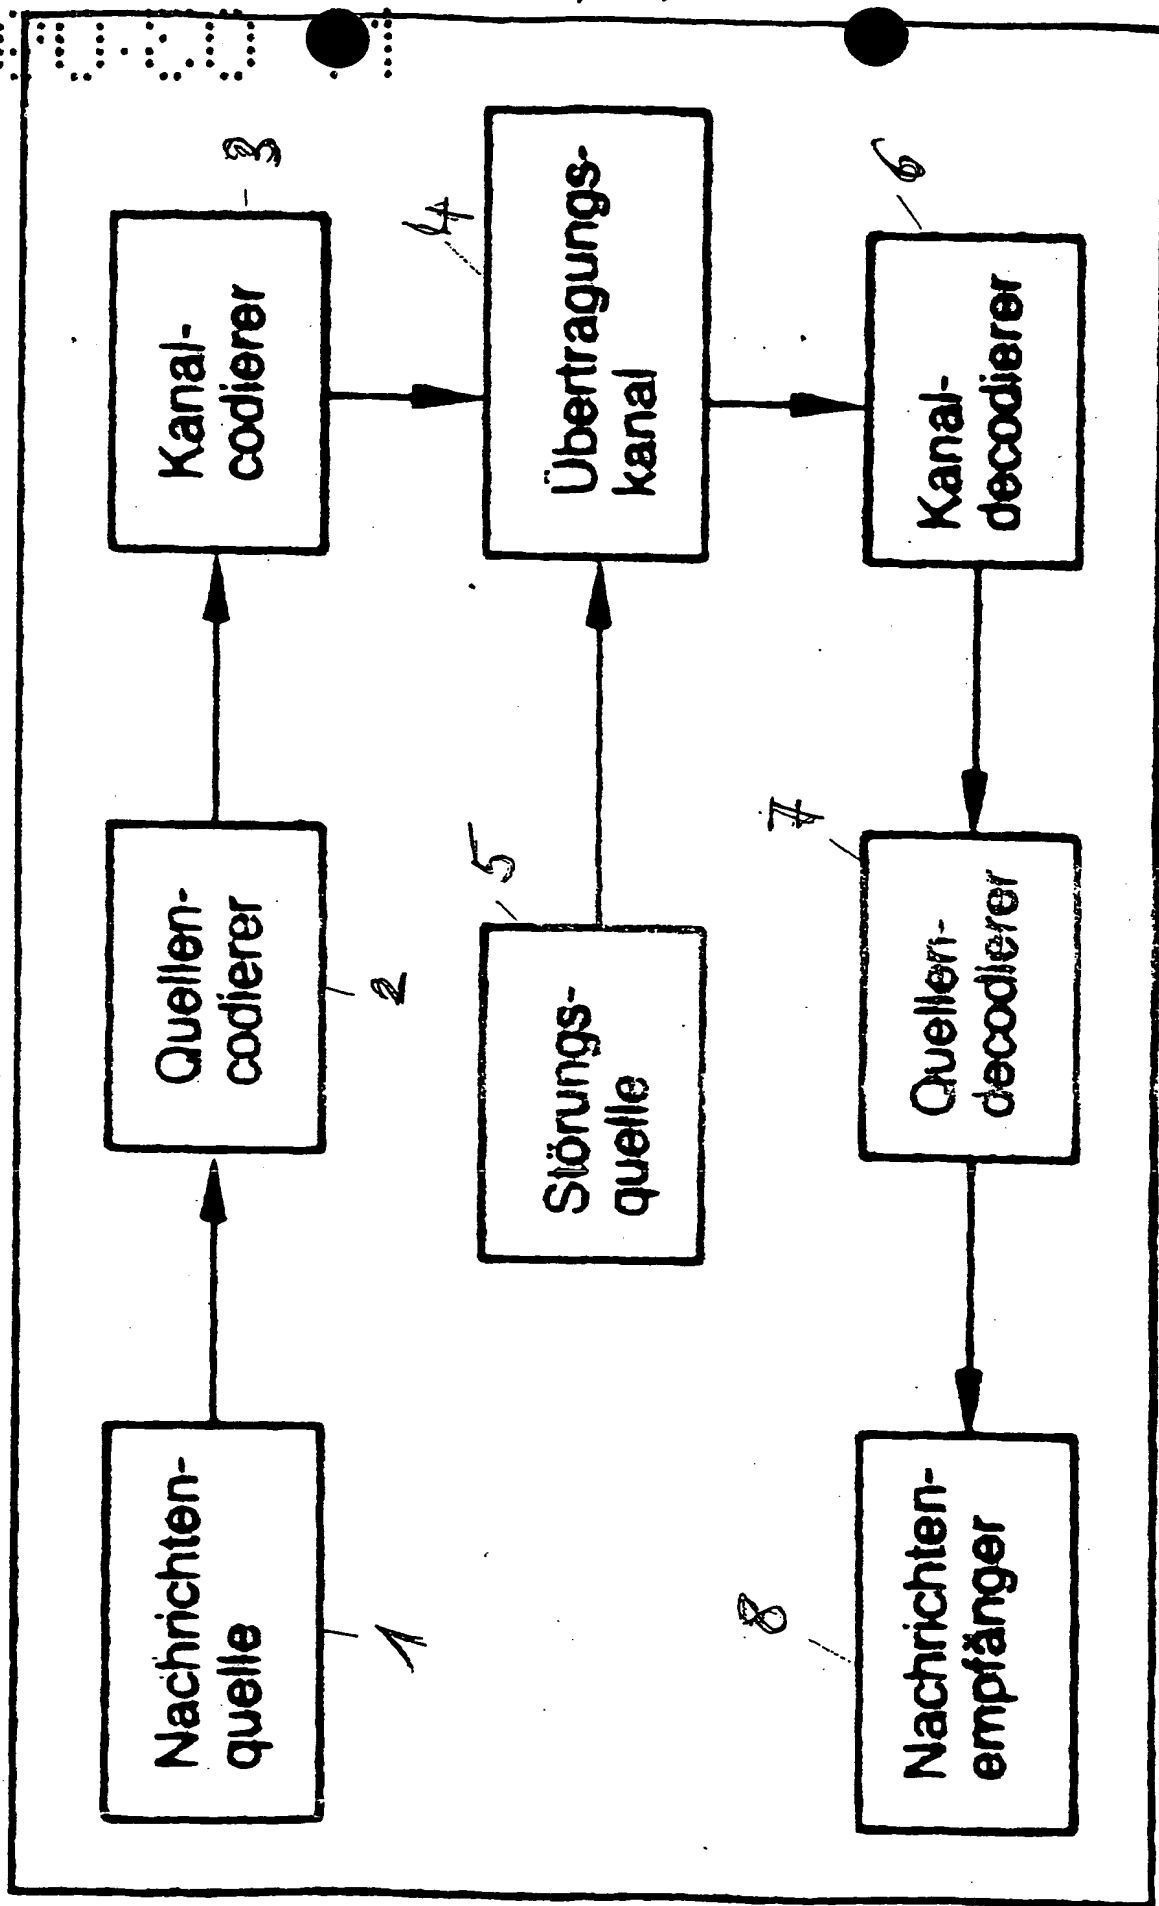 Nachrichten-
quelle
1
Quellen-
codierer
2
Kanal-
codierer
3
Übertragungs-
kanal
4
Störungs-
quelle
5
Kanal-
decodierer
6
Quellen-
decodierer
7
Nachrichten-
empfänger
8